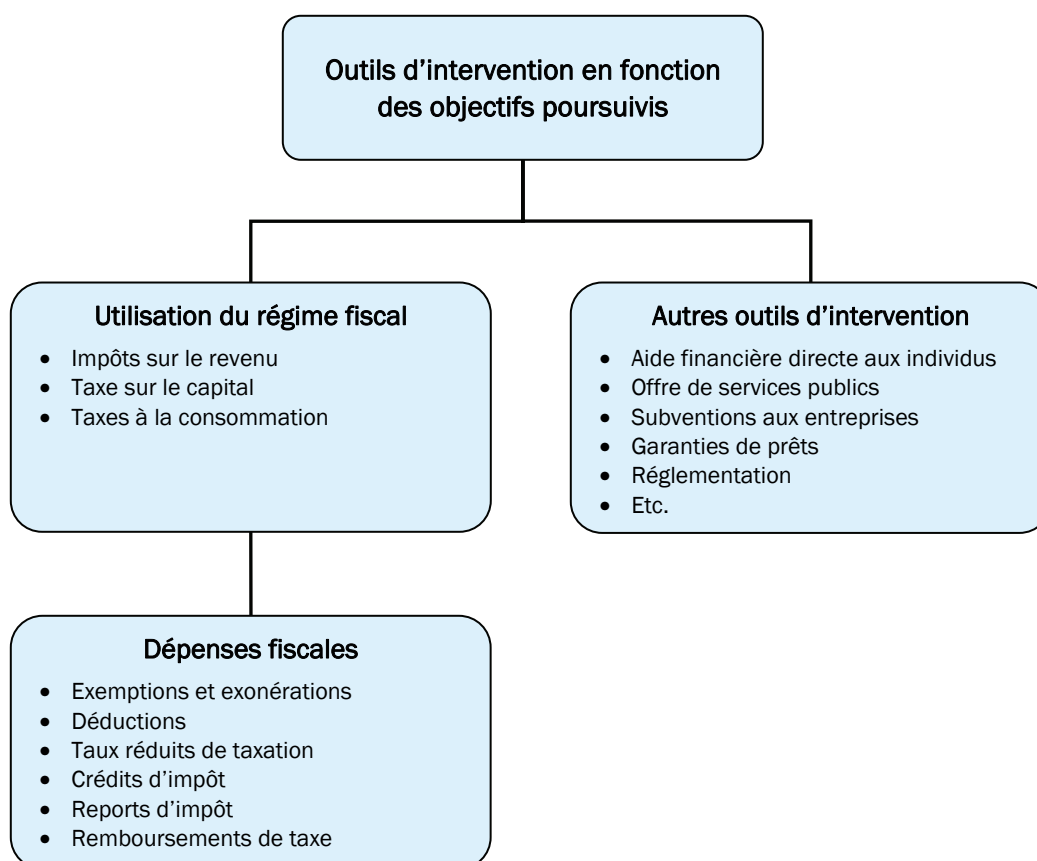 Outils d’intervention en fonction
des objectifs poursuivis
Utilisation du régime fiscal
• Impôts sur le revenu
• Taxe sur le capital
• Taxes à la consommation
Autres outils d’intervention
• Aide financière directe aux individus
• Offre de services publics
• Subventions aux entreprises
• Garanties de prêts
• Réglementation
• Etc.
Dépenses fiscales
• Exemptions et exonérations
• Déductions
• Taux réduits de taxation
• Crédits d’impôt
• Reports d’impôt
• Remboursements de taxe